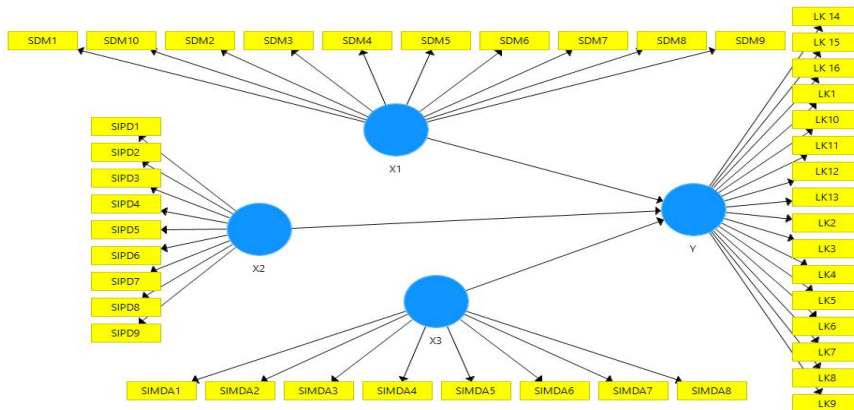 SDM1 SDM10 SDM2 SDM3 SDM4 SDM5 SDM6 SDM7 SDM8 SDM9
X1
SIPD1
SIPD2
SIPD3
SIPD4
SIPD5
SIPD6
SIPD7
SIPD8
SIPD9
X2
X3
SIMDA1 SIMDA2 SIMDA3 SIMDA4 SIMDA5 SIMDA6 SIMDA7 SIMDA8
Y
LK 14
LK 15
LK 16
LK1
LK10
LK11
LK12
LK13
LK2
LK3
LK4
LK5
LK6
LK7
LK8
LK9